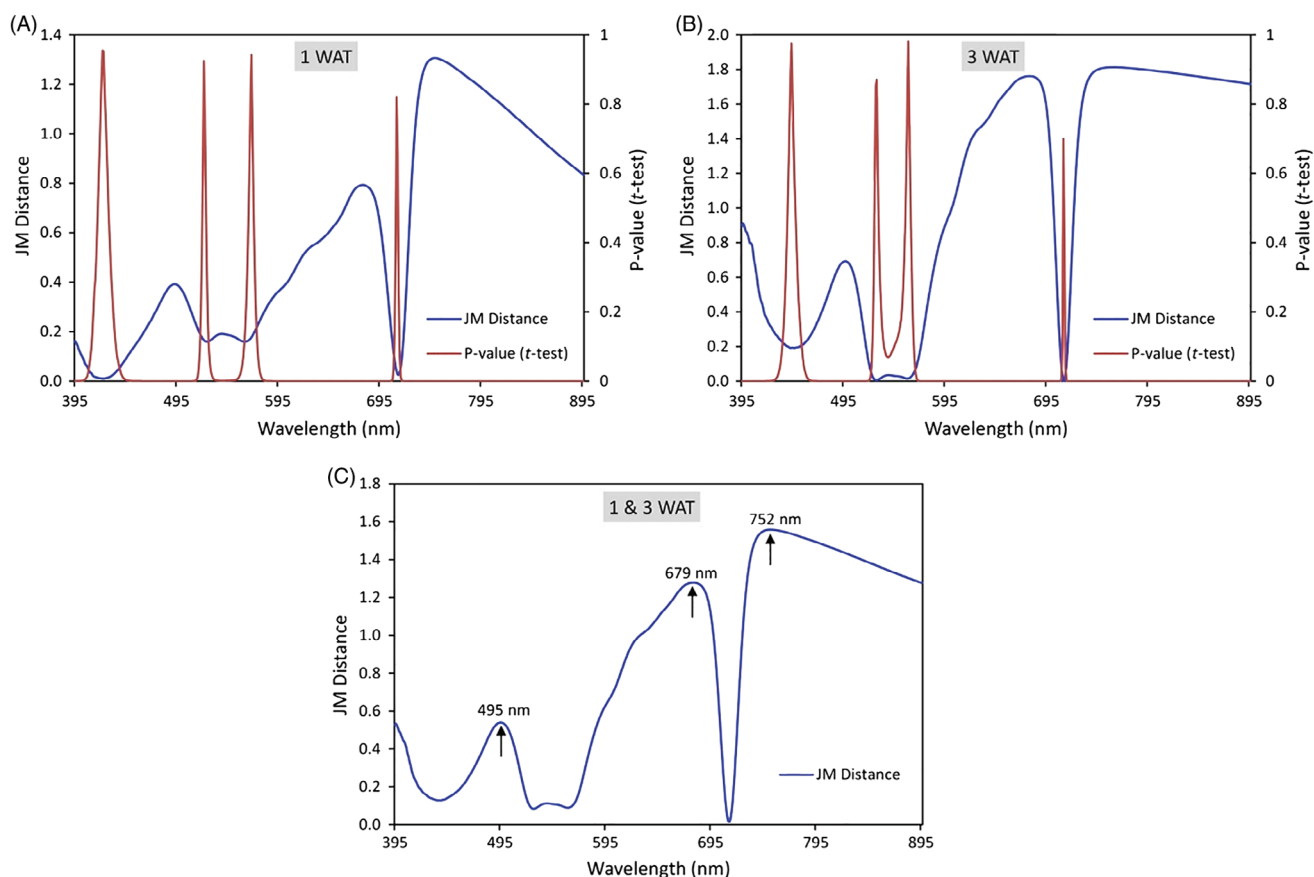 (A)
1.4
1.2
1.0
0.8
0.6
0.4
0.2
0.0
JM Distance
1 WAT
JM Distance
P-value (t-test)
1
0.8
0.6
0.4
0.2
0
P-value (t-test)
395
495
595
695
795
895
Wavelength (nm)
(B)
2.0
1.8
1.6
1.4
1.2
1.0
0.8
0.6
0.4
0.2
0.0
JM Distance
3 WAT
JM Distance
P-value (t-test)
1
0.8
0.6
0.4
0.2
0
P-value (t-test)
395
495
595
695
795
895
Wavelength (nm)
(C)
1.8
1.6
1.4
1.2
1.0
0.8
0.6
0.4
0.2
0.0
JM Distance
1 & 3 WAT
752 nm
679 nm
495 nm
JM Distance
395
495
595
695
795
895
Wavelength (nm)